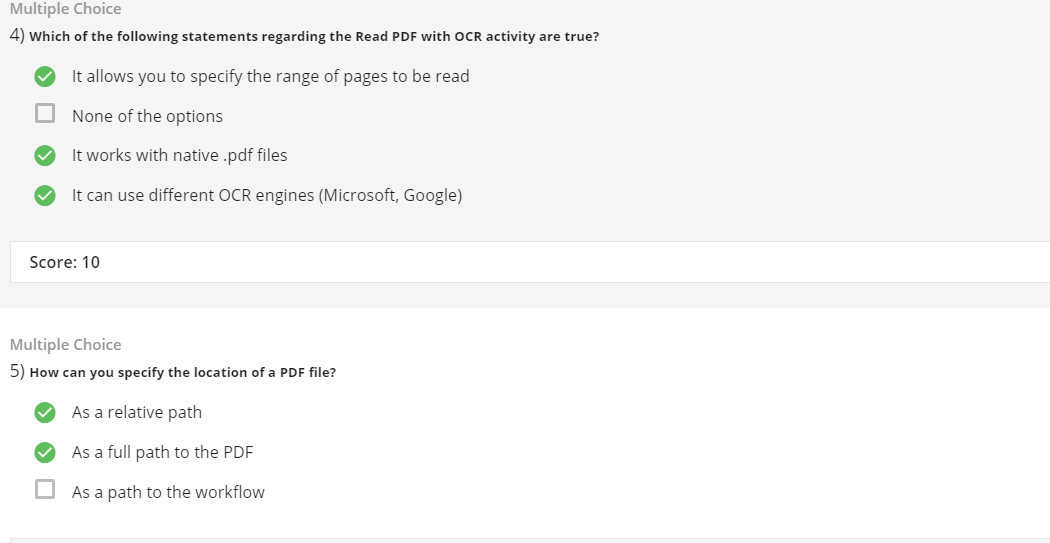 Multiple Choice
4) Which of the following statements regarding the Read PDF with OCR activity are true?
It allows you to specify the range of pages to be read
None of the options
It works with native .pdf files
It can use different OCR engines (Microsoft, Google)
Score: 10
Multiple Choice
5) How can you specify the location of a PDF file?
As a relative path
As a full path to the PDF
As a path to the workflow